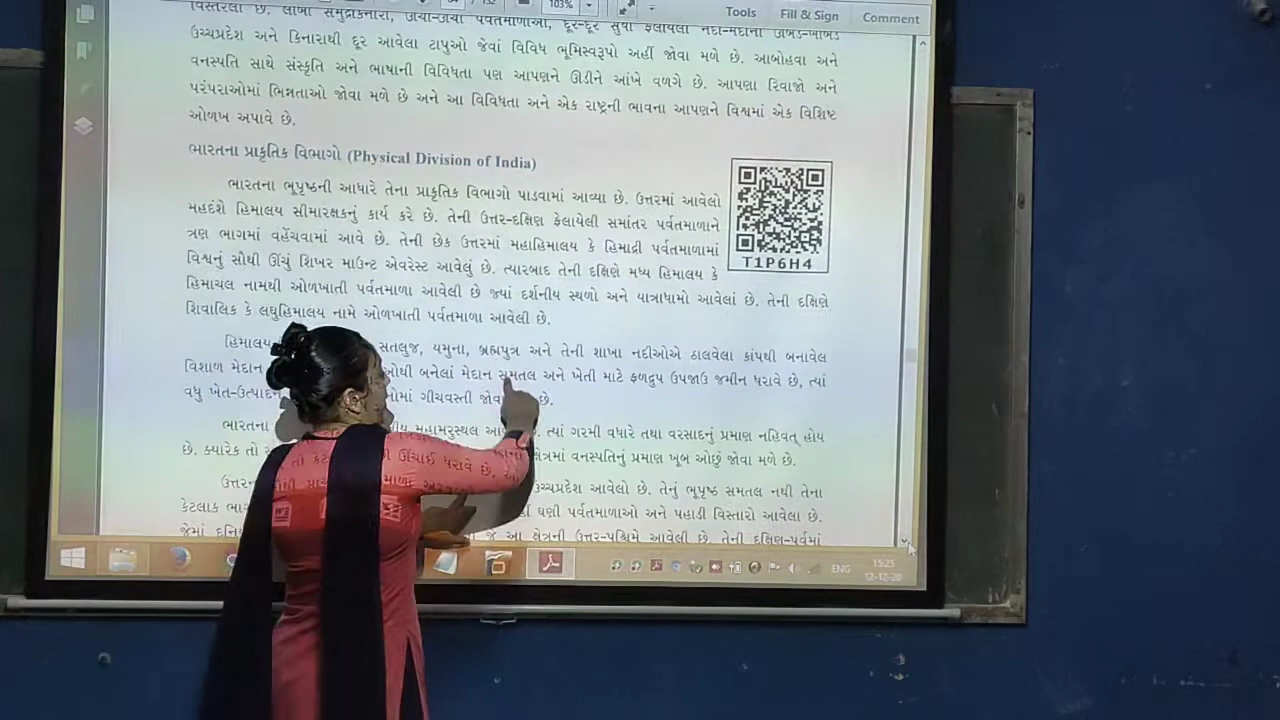 103%
Tools Fill & Sign Comment
વિસ્તરેલા છે. લાંબા સમુદ્રકિનારા, ઊંચી-ઊંચી પર્વતમાળાઓ, દૂર-દૂર સુધી ફેલાયેલા નદી-મેદાનો ઊબડ-ખાબડ
ઉચ્ચપ્રદેશ અને કિનારાથી દૂર આવેલા ટાપુઓ જેવાં વિવિધ ભૂમિસ્વરૂપો અહીં જોવા મળે છે. આબોહવા અને
વનસ્પતિ સાથે સંસ્કૃતિ અને ભાષાની વિવિધતા પણ આપણને ઊડીને આંખે વળગે છે. આપણા રિવાજો અને
પરંપરાઓમાં ભિન્નતાઓ જોવા મળે છે અને આ વિવિધતા અને એક રાષ્ટ્રની ભાવના આપણને વિશ્વમાં એક વિશિષ્ટ
ઓળખ અપાવે છે.
ભારતના પ્રાકૃતિક વિભાગો (Physical Division of India)
ભારતના ભૂપૃષ્ઠની આધારે તેના પ્રાકૃતિક વિભાગો પાડવામાં આવ્યા છે. ઉત્તરમાં આવેલો
મહદંશે હિમાલય સીમારક્ષકનું કાર્ય કરે છે. તેની ઉત્તર-દક્ષિણ ફેલાયેલી સમાંતર પર્વતમાળાને
ત્રણ ભાગમાં વહેંચવામાં આવે છે. તેની છેક ઉત્તરમાં મહાહિમાલય કે હિમાદ્રી પર્વતમાળામાં
વિશ્વનું સૌથી ઊંચું શિખર માઉન્ટ એવરેસ્ટ આવેલું છે. ત્યારબાદ તેની દક્ષિણે મધ્ય હિમાલય કે
T1P6H4
હિમાચલ નામથી ઓળખાતી પર્વતમાળા આવેલી છે જ્યાં દર્શનીય સ્થળો અને યાત્રાધામો આવેલાં છે. તેની દક્ષિણે
શિવાલિક કે લઘુહિમાલય નામે ઓળખાતી પર્વતમાળા આવેલી છે.
હિમાલય સતલુજ, યમુના, બ્રહ્મપુત્ર અને તેની શાખા નદીઓએ ઠાલવેલા કાંપથી બનાવેલ
વિશાળ મેદાન ઓથી બનેલાં મેદાન સમતલ અને ખેતી માટે ફળદ્રુપ ઉપજાઉ જમીન ધરાવે છે, ત્યાં
વધુ ખેત-ઉત્પાદન ગીચવસ્તી છે.
ભારતના મહામરુસ્થલ ત્યાં ગરમી વધારે તથા વરસાદનું પ્રમાણ નહિવત્ હોય
છે. ક્યારેક તો ક્ષેત્રમાં વનસ્પતિનું પ્રમાણ ખૂબ ઓછું જોવા મળે છે.
ઉચ્ચપ્રદેશ આવેલો છે. તેનું ભૂપૃષ્ઠ સમતલ નથી તેના
કેટલાક ઘણી પર્વતમાળાઓ અને પહાડી વિસ્તારો આવેલા છે.
જેમાં જે આ ક્ષેત્રની ઉત્તર-પશ્ચિમે આવેલી છે. તેની દક્ષિણ-પૂર્વમાં
ENG
15:25
12-12-20